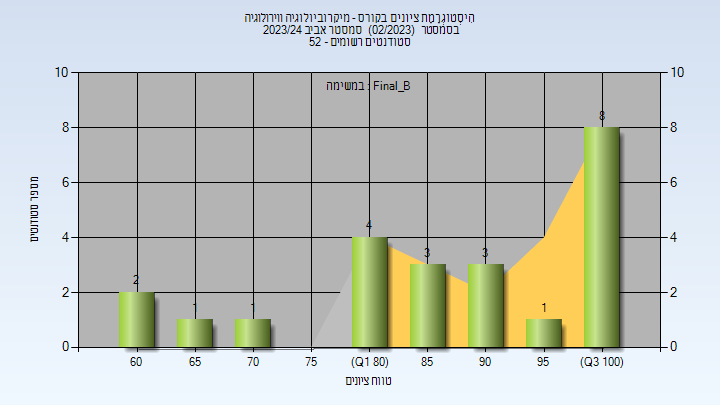 היסטוגרמת ציונים בקורס - מיקרוביולוגיה ווירולוגיה
בסמסטר (02/2023) סמסטר אביב 2023/24
סטודנטים רשומים - 52
במשימה : Final_B
מספר סטודנטים
10 10
8 8
6 6
4 4
2 2
0 0
2 1 1 4 3 3 1 8
60 65 70 75 (Q1 80) 85 90 95 (Q3 100)
טווח ציונים